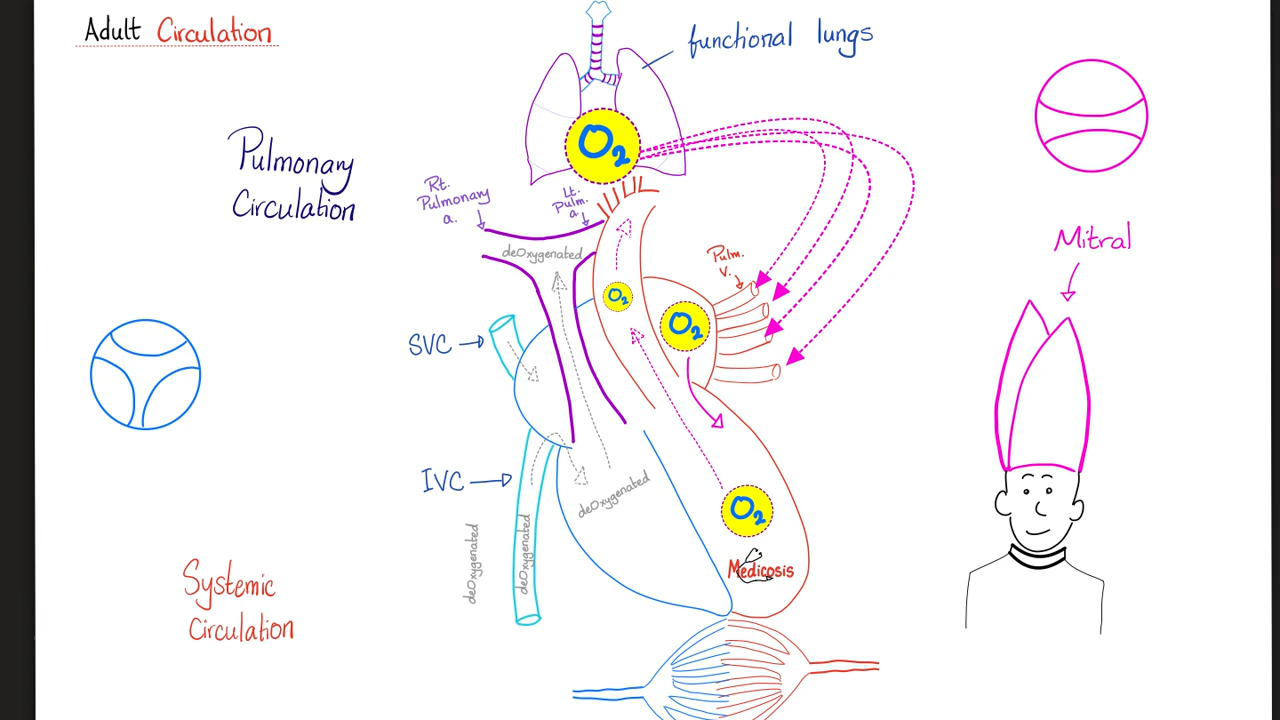 Adult Circulation
functional lungs
Pulmonary
Circulation
O2
Rt.
Pulmonary
a.
Lt.
Pulm.
a
deOxygenated
Pulm.
v.
Mitral
O2
O2
SVC
IVC
deOxygenated
O2
deOxygenated
deOxygenated
Medicosis
Systemic
Circulation